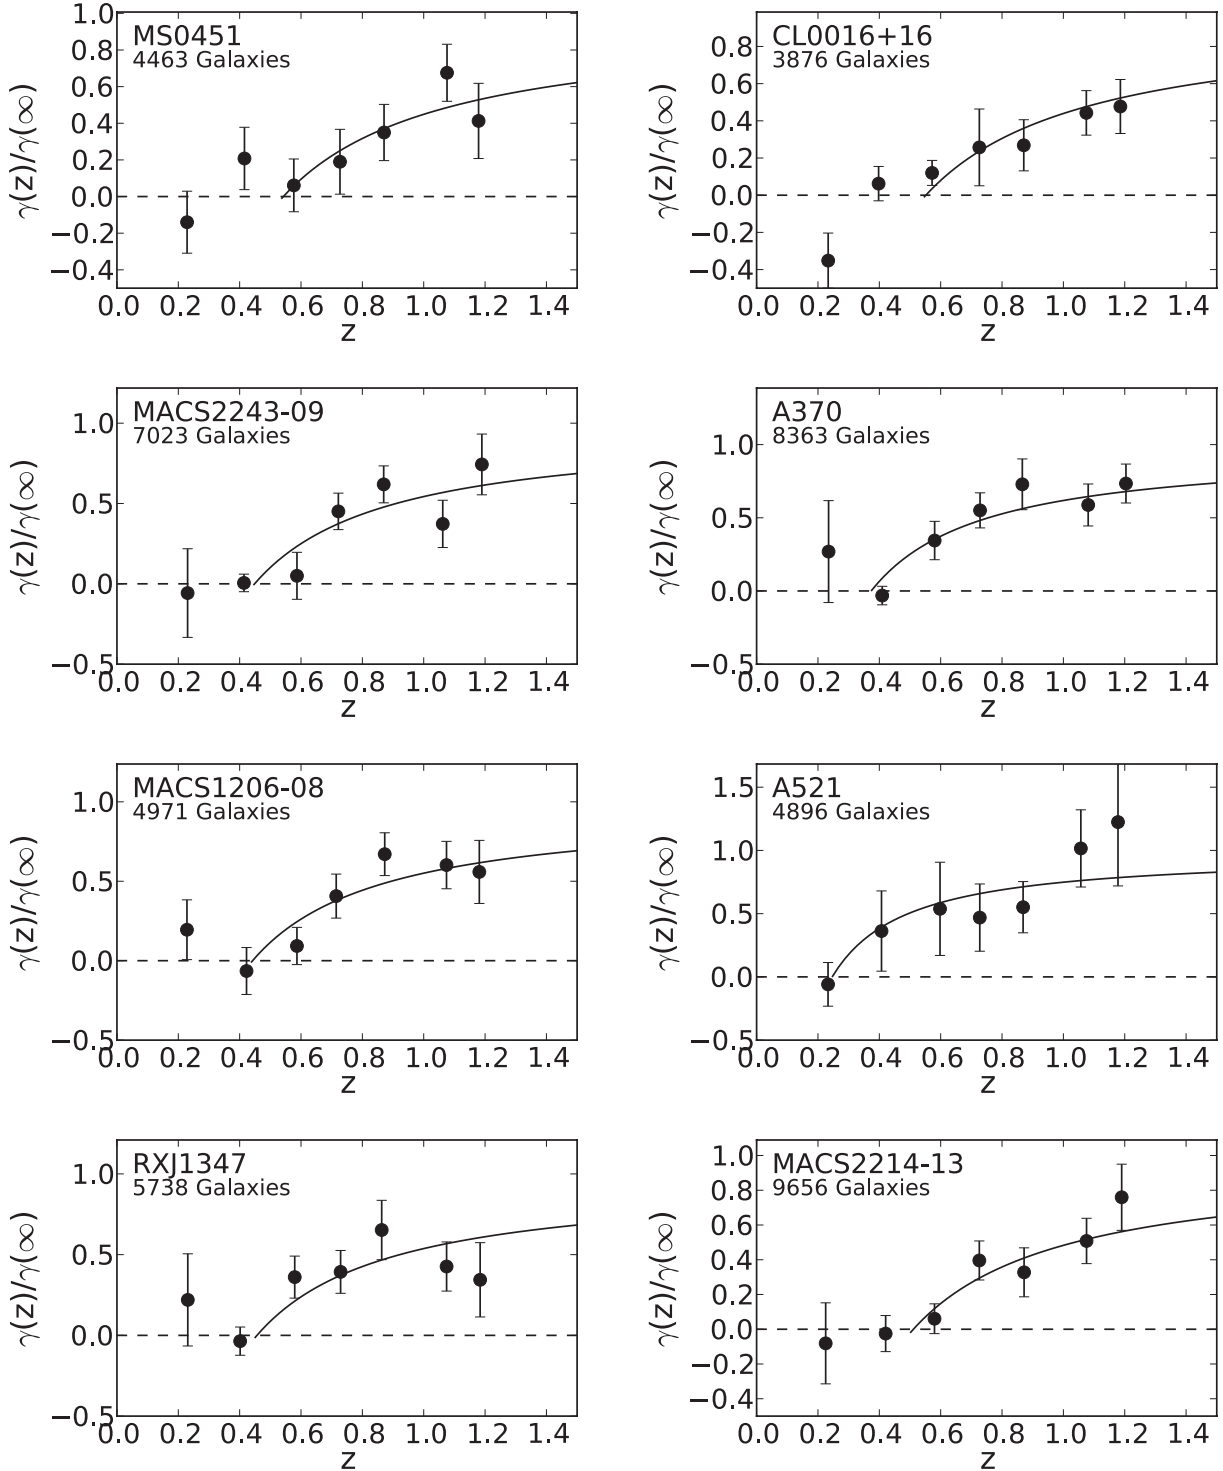 MS0451
4463 Galaxies
1.0
0.8
0.6
0.4
0.2
0.0
−0.2
−0.4
γ(z)/γ(∞)
0.0 0.2 0.4 0.6 0.8 1.0 1.2 1.4
z
CL0016+16
3876 Galaxies
0.8
0.6
0.4
0.2
0.0
−0.2
−0.4
γ(z)/γ(∞)
0.0 0.2 0.4 0.6 0.8 1.0 1.2 1.4
z
MACS2243-09
7023 Galaxies
1.0
0.5
0.0
−0.5
γ(z)/γ(∞)
0.0 0.2 0.4 0.6 0.8 1.0 1.2 1.4
z
A370
8363 Galaxies
1.0
0.5
0.0
−0.5
γ(z)/γ(∞)
0.0 0.2 0.4 0.6 0.8 1.0 1.2 1.4
z
MACS1206-08
4971 Galaxies
1.0
0.5
0.0
−0.5
γ(z)/γ(∞)
0.0 0.2 0.4 0.6 0.8 1.0 1.2 1.4
z
A521
4896 Galaxies
1.5
1.0
0.5
0.0
−0.5
γ(z)/γ(∞)
0.0 0.2 0.4 0.6 0.8 1.0 1.2 1.4
z
RXJ1347
5738 Galaxies
1.0
0.5
0.0
−0.5
γ(z)/γ(∞)
0.0 0.2 0.4 0.6 0.8 1.0 1.2 1.4
z
MACS2214-13
9656 Galaxies
1.0
0.8
0.6
0.4
0.2
0.0
−0.2
−0.4
γ(z)/γ(∞)
0.0 0.2 0.4 0.6 0.8 1.0 1.2 1.4
z